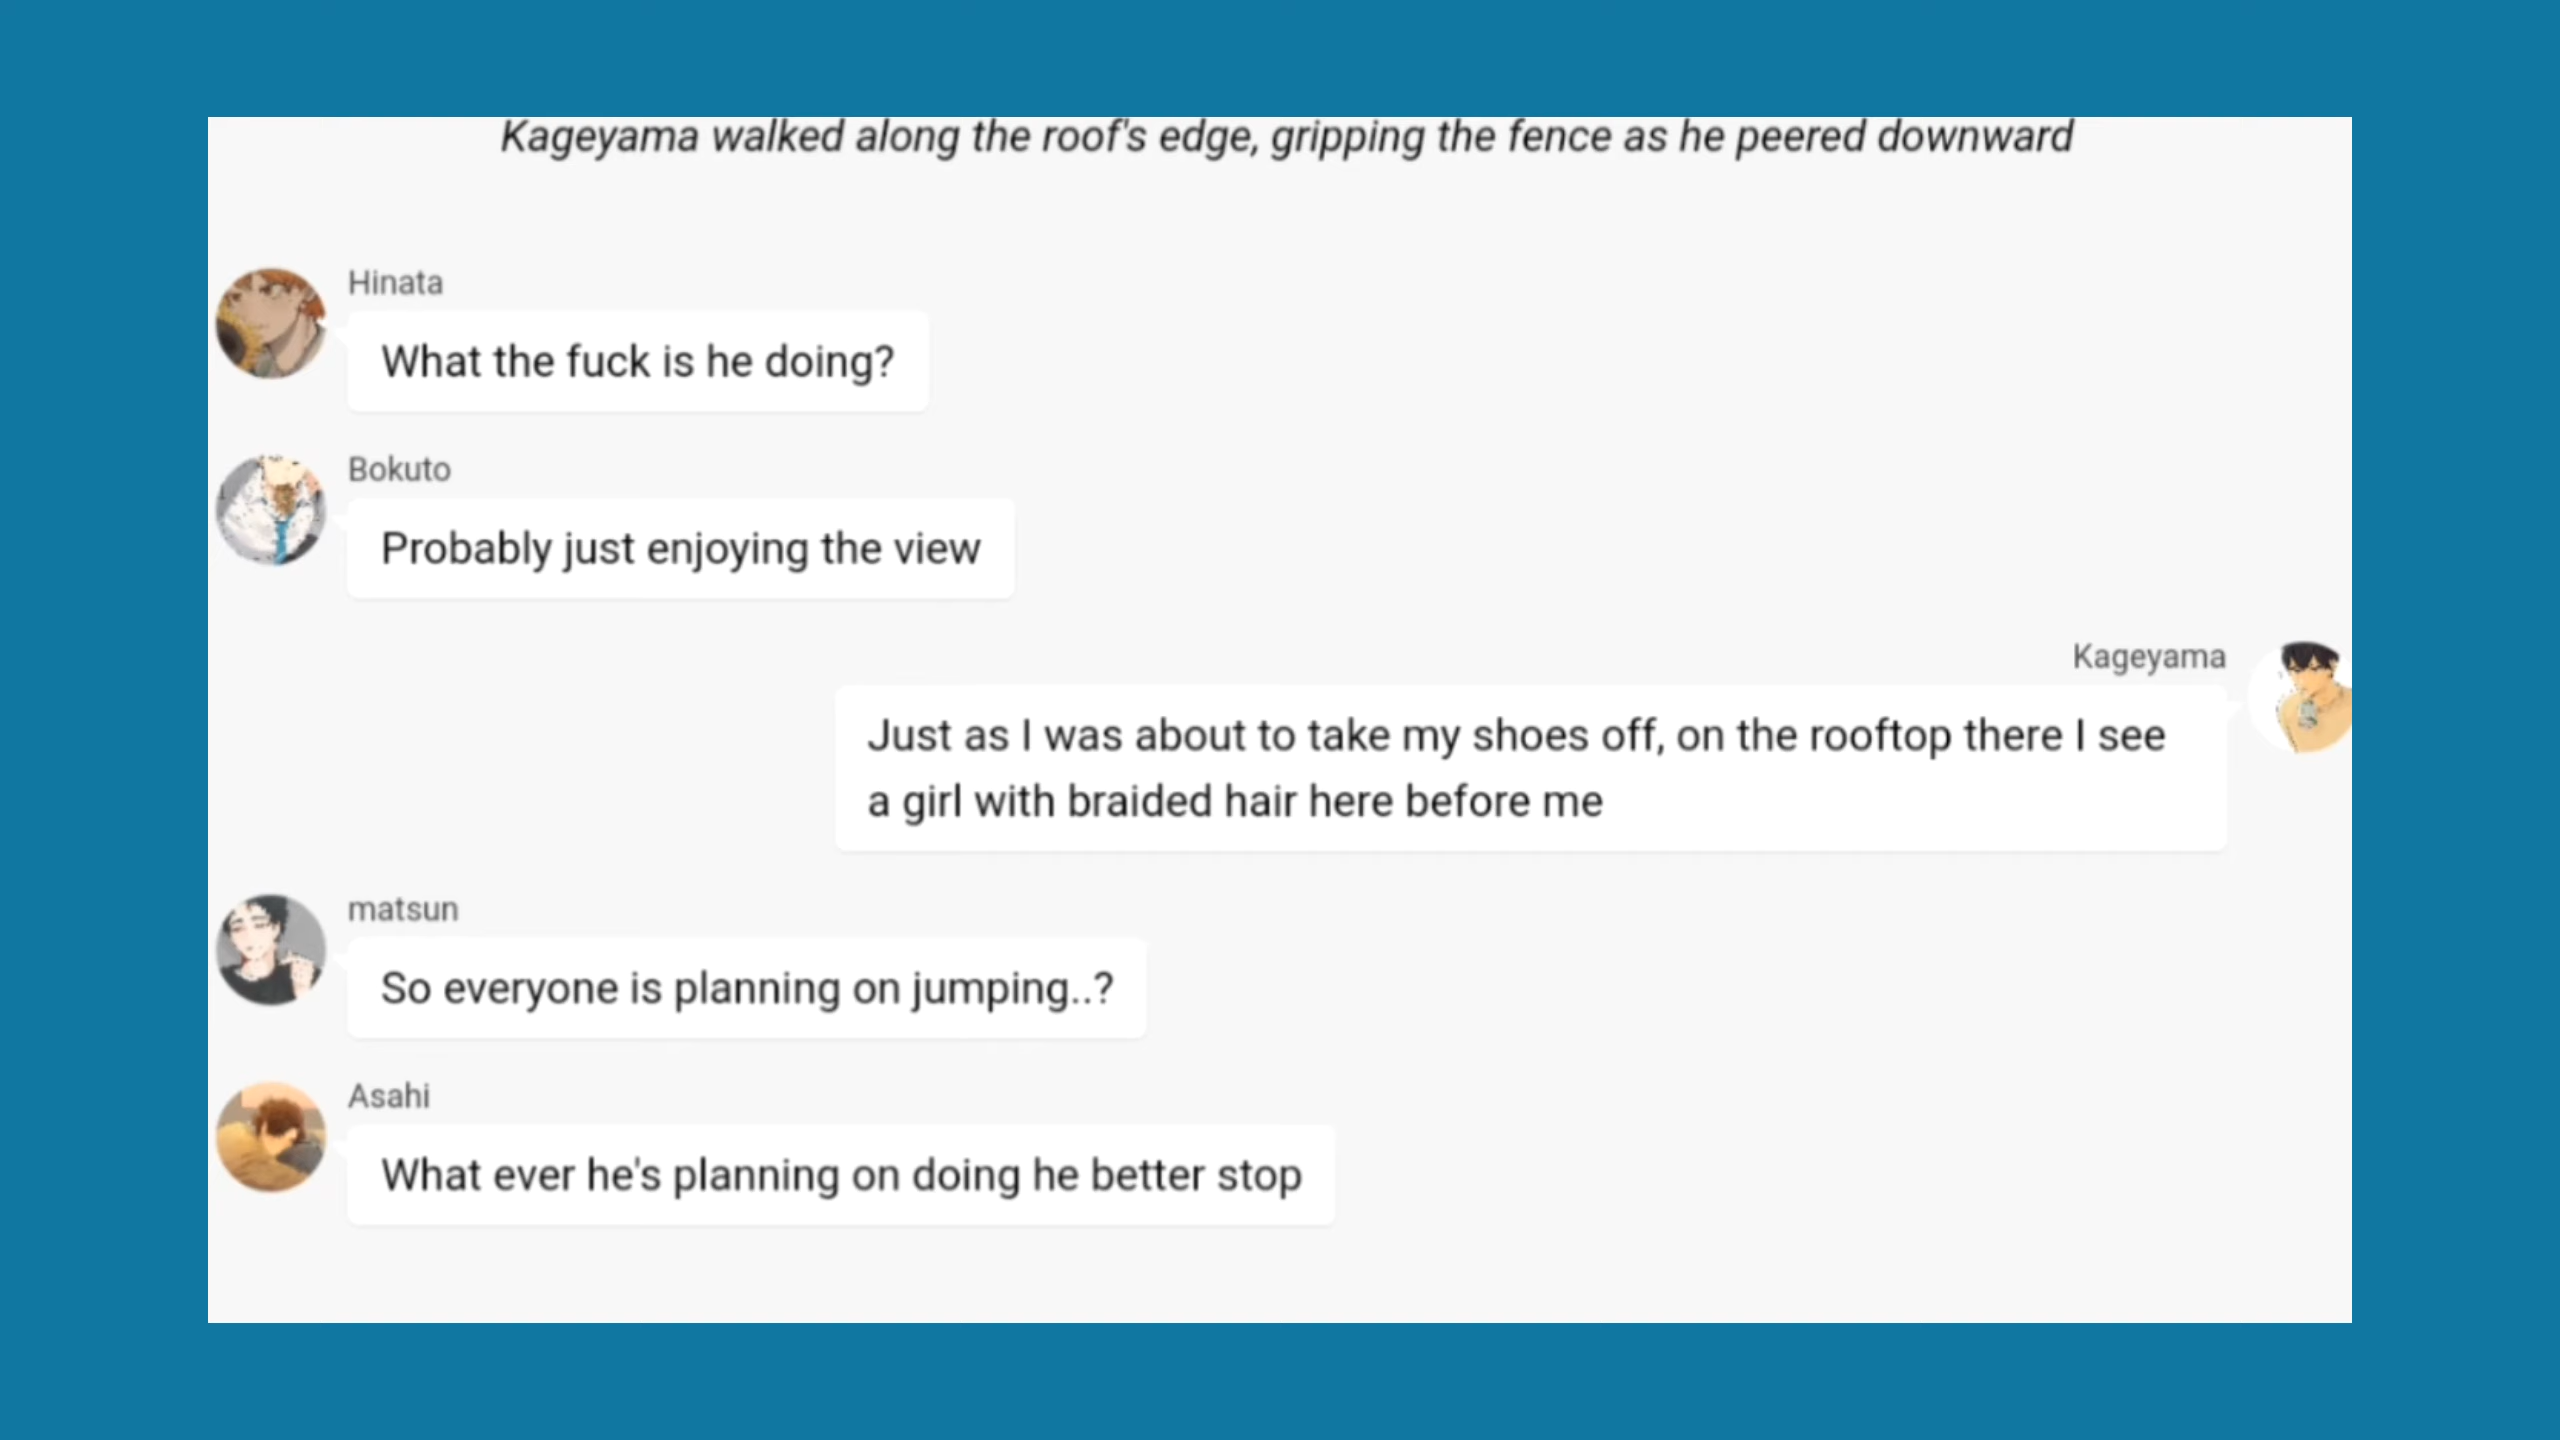 Kageyama walked along the roof's edge, gripping the fence as he peered downward
Hinata
What the fuck is he doing?
Bokuto
Probably just enjoying the view
Kageyama
Just as I was about to take my shoes off, on the rooftop there I see
a girl with braided hair here before me
matsun
So everyone is planning on jumping..?
Asahi
What ever he's planning on doing he better stop